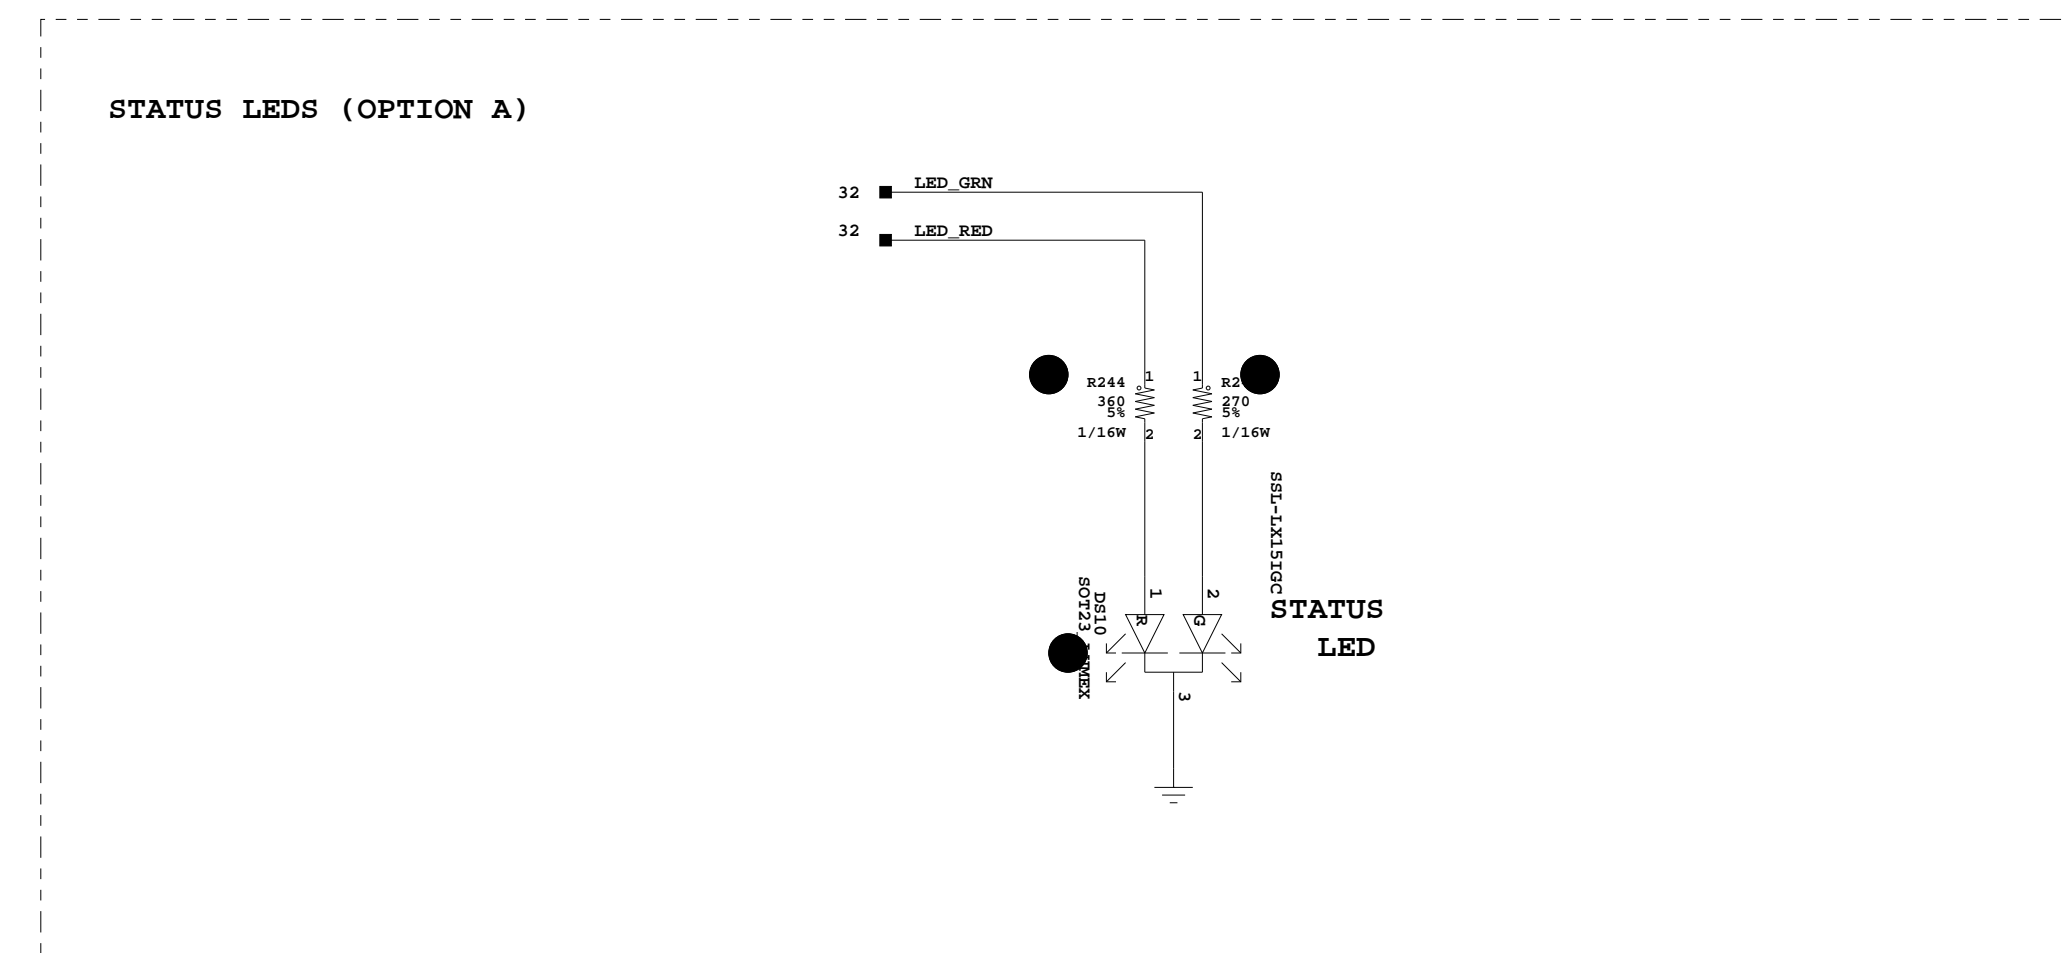 STATUS LEDS (OPTION A)
32 LED_GRN
32 LED_RED
R244
360
5%
1/16W
1
2
1
2
270
5%
1/16W
SSL-LX15IGC
DS10
SOT23
1
2
R
G
3
STATUS
LED